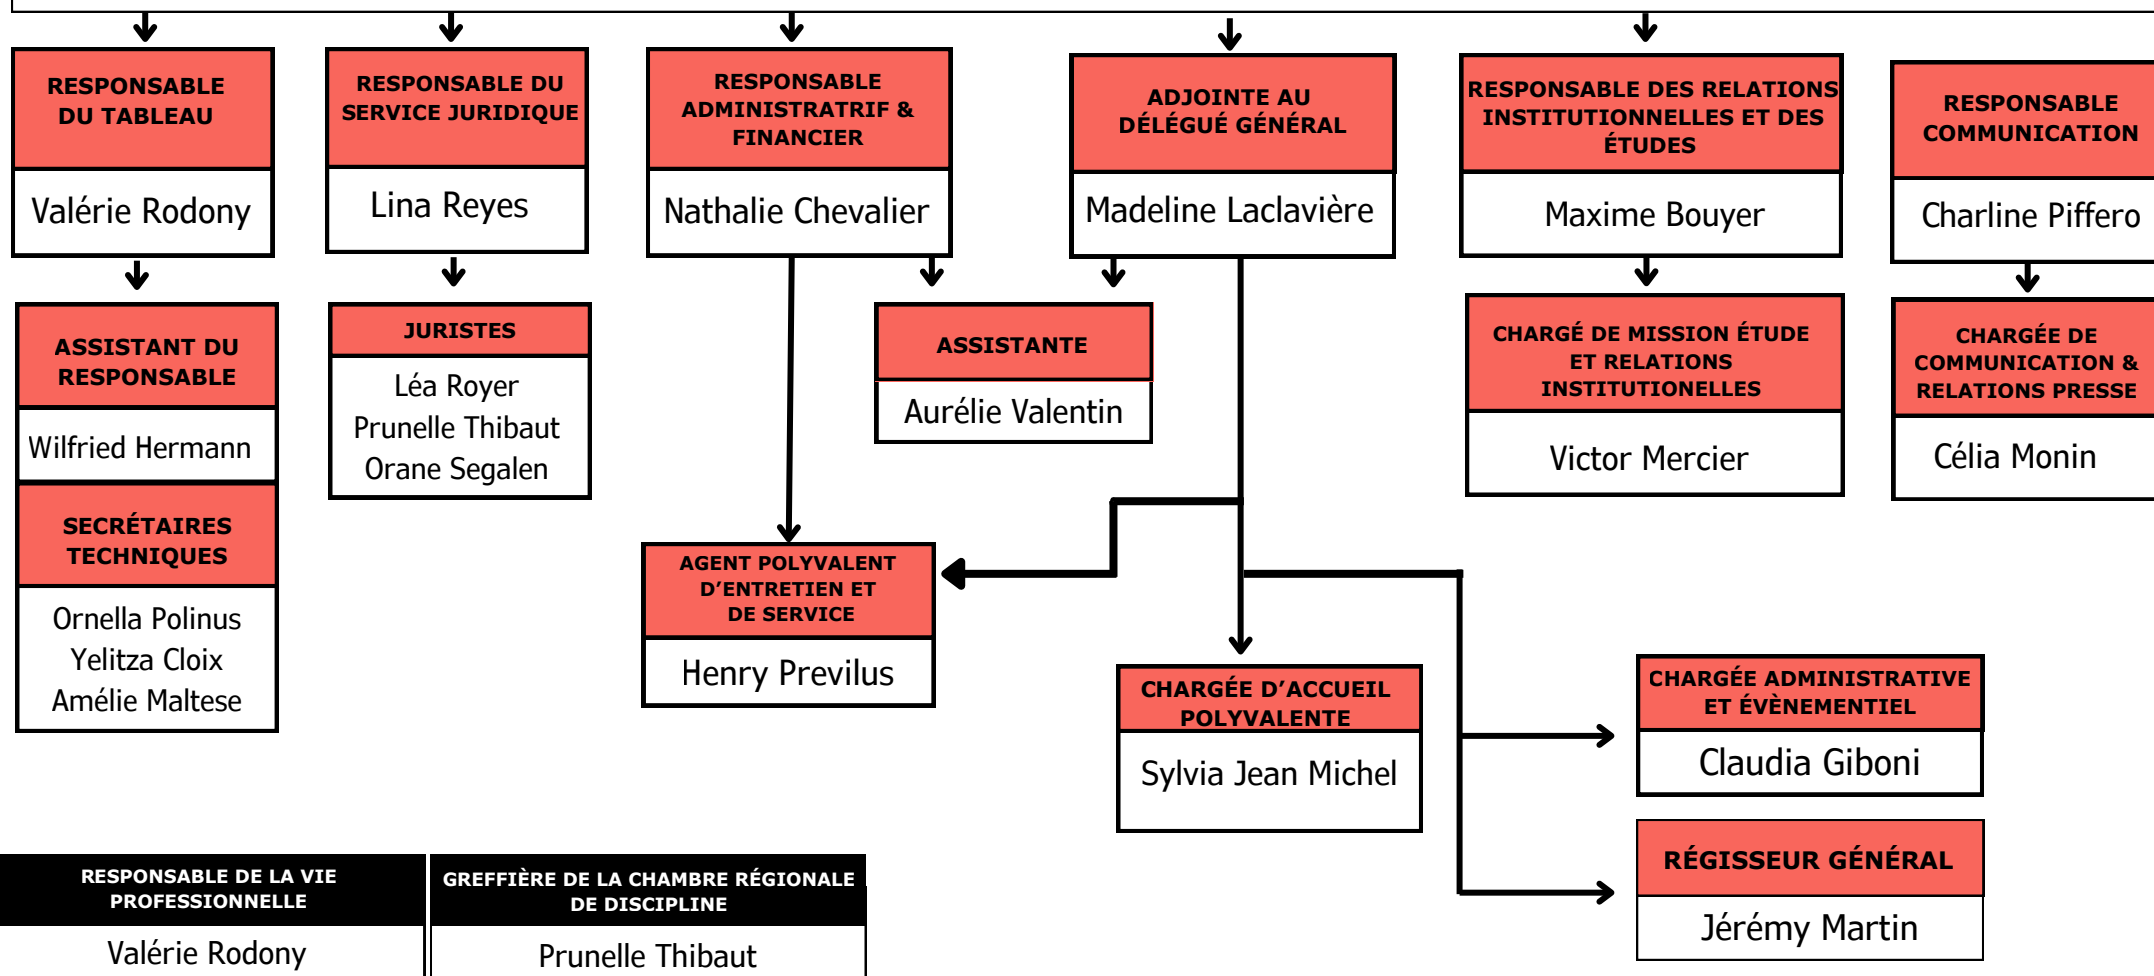 RESPONSABLE
DU TABLEAU
Valérie Rodony
RESPONSABLE DU
SERVICE JURIDIQUE
Lina Reyes
RESPONSABLE
ADMINISTRATRIF &
FINANCIER
Nathalie Chevalier
ADJOINTE AU
DÉLÉGUÉ GÉNÉRAL
Madeline Laclavière
RESPONSABLE DES RELATIONS
INSTITUTIONNELLES ET DES
ÉTUDES
Maxime Bouyer
RESPONSABLE
COMMUNICATION
Charline Piffero
ASSISTANT DU
RESPONSABLE
Wilfried Hermann
SECRÉTAIRES
TECHNIQUES
Ornella Polinus
Yelitza Cloix
Amélie Maltese
JURISTES
Léa Royer
Prunelle Thibaut
Orane Segalen
ASSISTANTE
Aurélie Valentin
CHARGÉ DE MISSION ÉTUDE
ET RELATIONS
INSTITUTIONELLES
Victor Mercier
CHARGÉE DE
COMMUNICATION &
RELATIONS PRESSE
Célia Monin
AGENT POLYVALENT
D’ENTRETIEN ET
DE SERVICE
Henry Previlus
CHARGÉE D’ACCUEIL
POLYVALENTE
Sylvia Jean Michel
CHARGÉE ADMINISTRATIVE
ET ÉVÈNEMENTIEL
Claudia Giboni
RÉGISSEUR GÉNÉRAL
Jérémy Martin
RESPONSABLE DE LA VIE
PROFESSIONNELLE
Valérie Rodony
GREFFIÈRE DE LA CHAMBRE RÉGIONALE
DE DISCIPLINE
Prunelle Thibaut